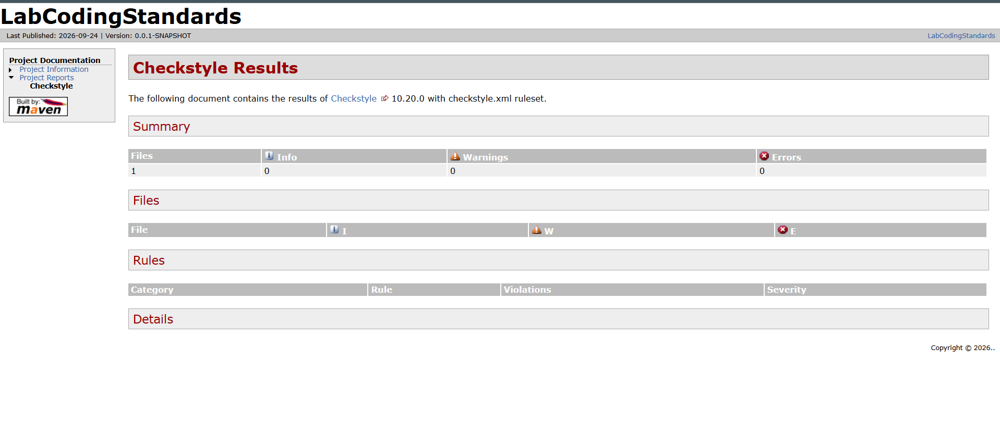 LabCodingStandards
Last Published: 2026-09-24 | Version: 0.0.1-SNAPSHOT
LabCodingStandards
Project Documentation
Project Information
Project Reports
Checkstyle
Built by:
maven
Checkstyle Results
The following document contains the results of Checkstyle 10.20.0 with checkstyle.xml ruleset.
Summary
Files Info Warnings Errors
1 0 0 0
Files
File I W E
Rules
Category Rule Violations Severity
Details
Copyright © 2026..